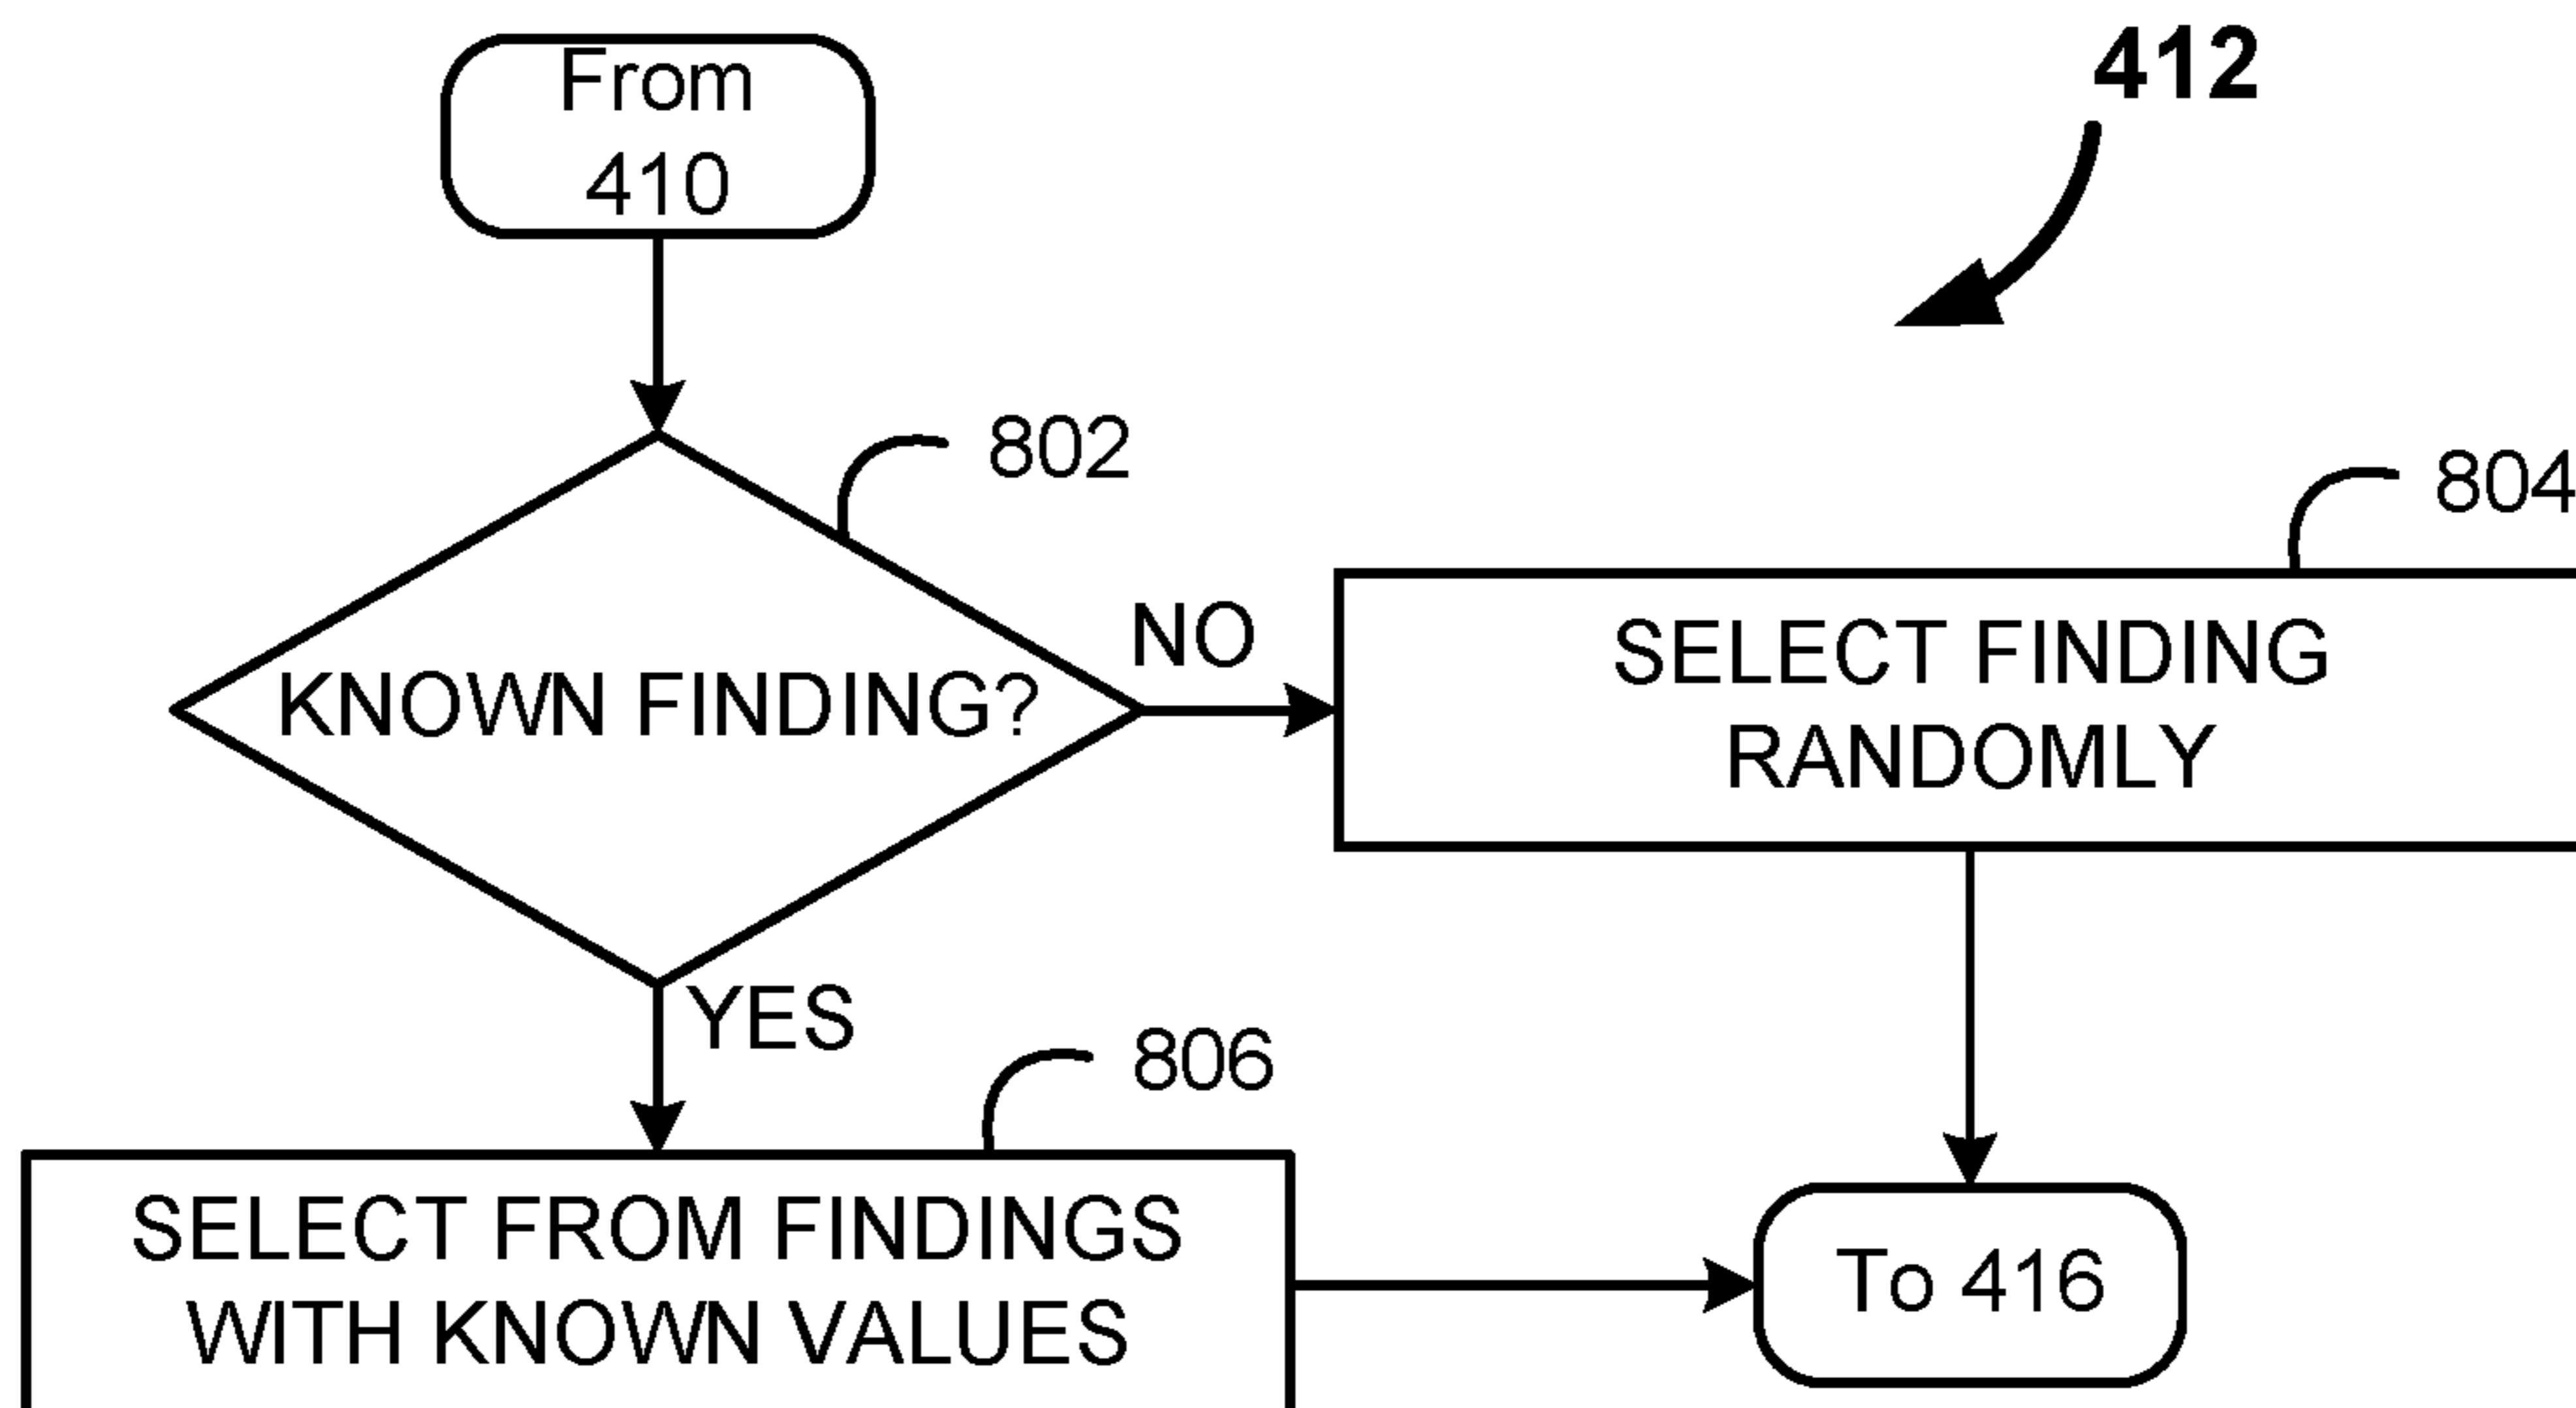 From
410
412
802
804
KNOWN FINDING?
NO
SELECT FINDING
RANDOMLY
YES
806
SELECT FROM FINDINGS
WITH KNOWN VALUES
To 416